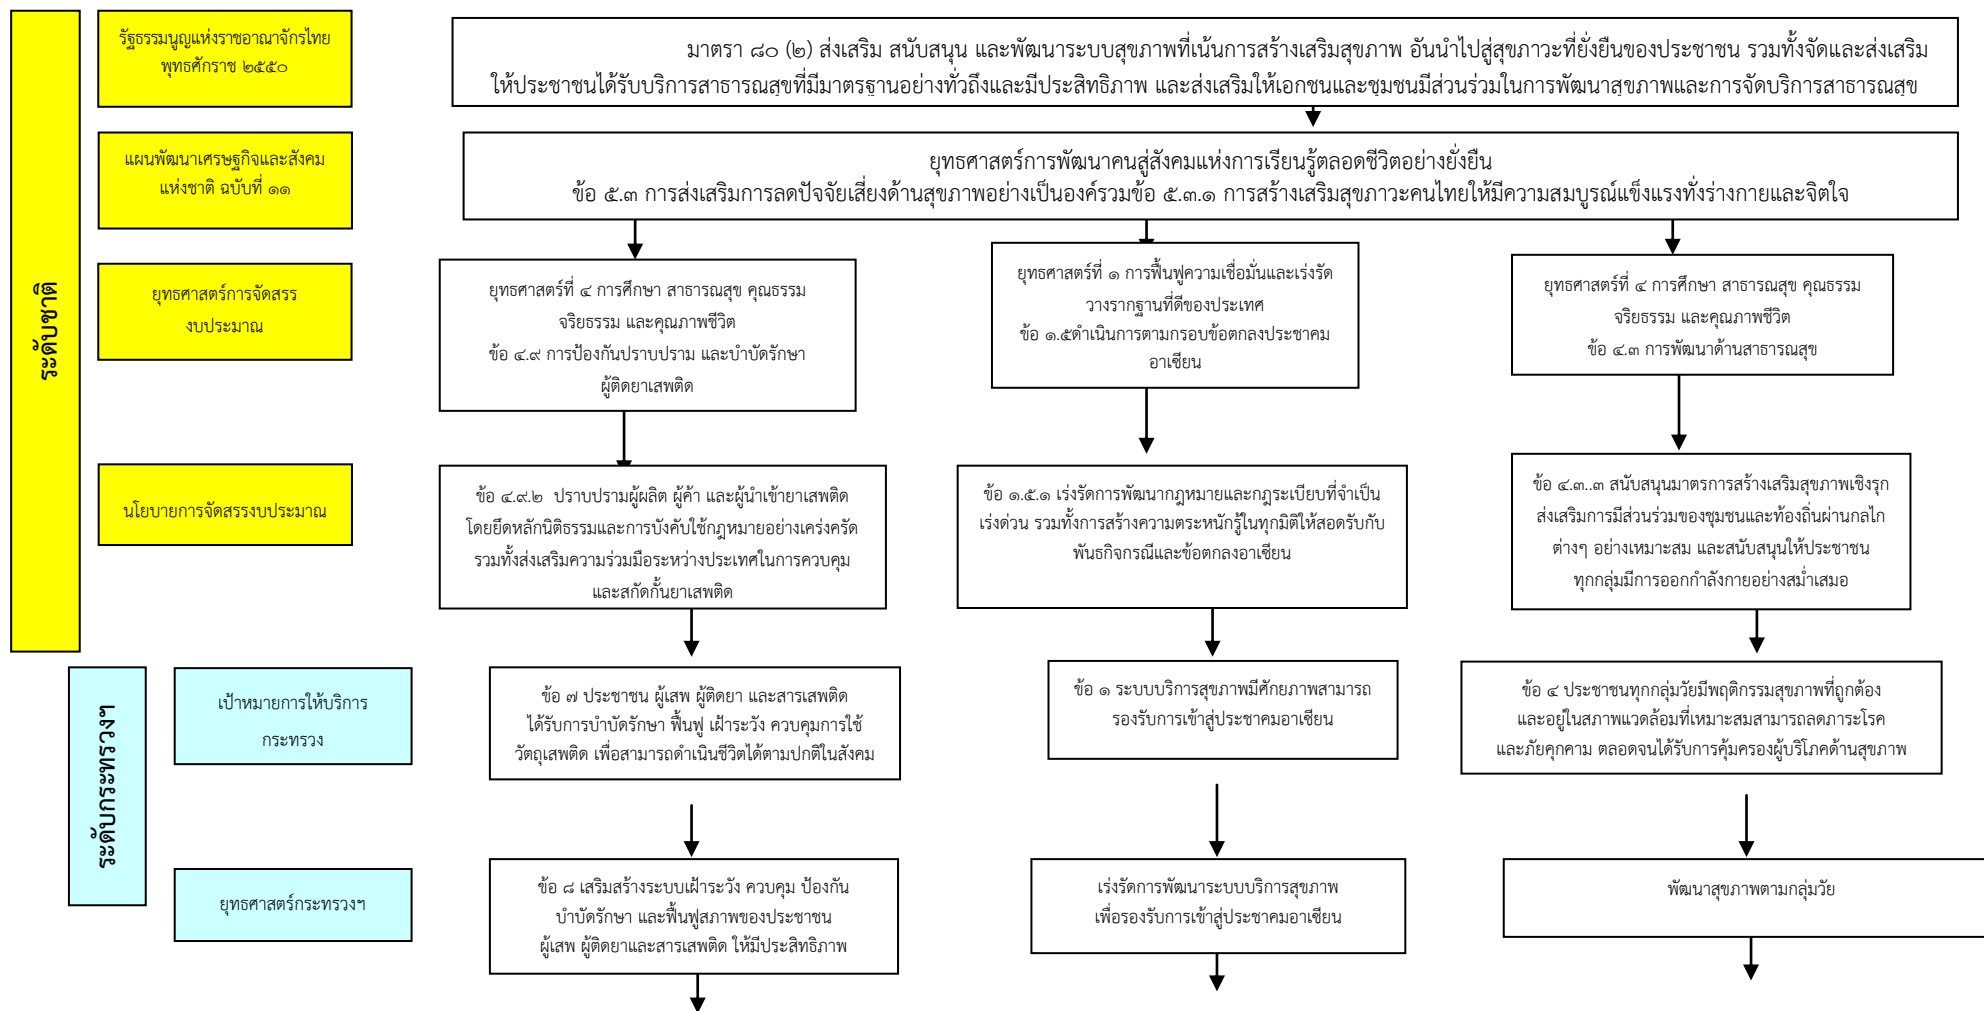 ระดับชาติ
รัฐธรรมนูญแห่งราชอาณาจักรไทย
พุทธศักราช ๒๕๕๐
มาตรา ๘๐ (๒) ส่งเสริม สนับสนุน และพัฒนาระบบสุขภาพที่เน้นการสร้างเสริมสุขภาพ อันนำไปสู่สุขภาวะที่ยั่งยืนของประชาชน รวมทั้งจัดและส่งเสริม
ให้ประชาชนได้รับบริการสาธารณสุขที่มีมาตรฐานอย่างทั่วถึงและมีประสิทธิภาพ และส่งเสริมให้เอกชนและชุมชนมีส่วนร่วมในการพัฒนาสุขภาพและการจัดบริการสาธารณสุข
แผนพัฒนาเศรษฐกิจและสังคม
แห่งชาติ ฉบับที่ ๑๑
ยุทธศาสตร์การพัฒนาคนสู่สังคมแห่งการเรียนรู้ตลอดชีวิตอย่างยั่งยืน
ข้อ ๕.๓ การส่งเสริมการลดปัจจัยเสี่ยงด้านสุขภาพอย่างเป็นองค์รวมข้อ ๕.๓.๑ การสร้างเสริมสุขภาวะคนไทยให้มีความสมบูรณ์แข็งแรงทั้งร่างกายและจิตใจ
ยุทธศาสตร์การจัดสรร
งบประมาณ
ยุทธศาสตร์ที่ ๔ การศึกษา สาธารณสุข คุณธรรม
จริยธรรม และคุณภาพชีวิต
ข้อ ๔.๙ การป้องกันปราบปราม และบำบัดรักษา
ผู้ติดยาเสพติด
ยุทธศาสตร์ที่ ๑ การฟื้นฟูความเชื่อมั่นและเร่งรัด
วางรากฐานที่ดีของประเทศ
ข้อ ๑.๕ดำเนินการตามกรอบข้อตกลงประชาคม
อาเซียน
ยุทธศาสตร์ที่ ๔ การศึกษา สาธารณสุข คุณธรรม
จริยธรรม และคุณภาพชีวิต
ข้อ ๔.๓ การพัฒนาด้านสาธารณสุข
นโยบายการจัดสรรงบประมาณ
ข้อ ๔.๙.๒  ปราบปรามผู้ผลิต ผู้ค้า และผู้นำเข้ายาเสพติด
โดยยึดหลักนิติธรรมและการบังคับใช้กฎหมายอย่างเคร่งครัด
รวมทั้งส่งเสริมความร่วมมือระหว่างประเทศในการควบคุม
และสกัดกั้นยาเสพติด
ข้อ ๑.๕.๑ เร่งรัดการพัฒนากฎหมายและกฎระเบียบที่จำเป็น
เร่งด่วน รวมทั้งการสร้างความตระหนักรู้ในทุกมิติให้สอดรับกับ
พันธกิจกรณีและข้อตกลงอาเซียน
ข้อ ๔.๓..๓ สนับสนุนมาตรการสร้างเสริมสุขภาพเชิงรุก
ส่งเสริมการมีส่วนร่วมของชุมชนและท้องถิ่นผ่านกลไก
ต่างๆ อย่างเหมาะสม และสนับสนุนให้ประชาชน
ทุกกลุ่มมีการออกกำลังกายอย่างสม่ำเสมอ
ระดับกระทรวงฯ
เป้าหมายการให้บริการ
กระทรวง
ข้อ ๗ ประชาชน ผู้เสพ ผู้ติดยา และสารเสพติด
ได้รับการบำบัดรักษา ฟื้นฟู เฝ้าระวัง ควบคุมการใช้
วัตถุเสพติด เพื่อสามารถดำเนินชีวิตได้ตามปกติในสังคม
ข้อ ๑ ระบบบริการสุขภาพมีศักยภาพสามารถ
รองรับการเข้าสู่ประชาคมอาเซียน
ข้อ ๔ ประชาชนทุกกลุ่มวัยมีพฤติกรรมสุขภาพที่ถูกต้อง
และอยู่ในสภาพแวดล้อมที่เหมาะสมสามารถลดภาระโรค
และภัยคุกคาม ตลอดจนได้รับการคุ้มครองผู้บริโภคด้านสุขภาพ
ยุทธศาสตร์กระทรวงฯ
ข้อ ๘ เสริมสร้างระบบเฝ้าระวัง ควบคุม ป้องกัน
บำบัดรักษา และฟื้นฟูสภาพของประชาชน
ผู้เสพ ผู้ติดยาและสารเสพติด ให้มีประสิทธิภาพ
เร่งรัดการพัฒนาระบบบริการสุขภาพ
เพื่อรองรับการเข้าสู่ประชาคมอาเซียน
พัฒนาสุขภาพตามกลุ่มวัย